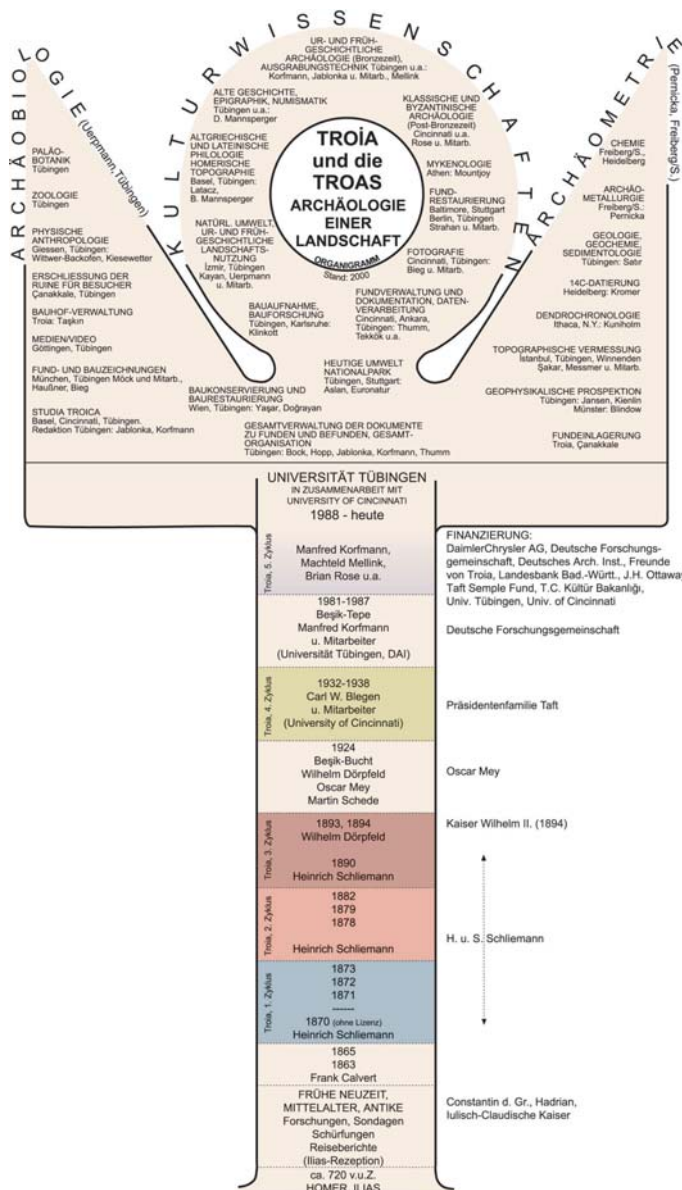 ARCHÄOBIOLOGIE
(Uerpmann, Tübingen)
KULTURWISSENSCHAFTEN
ARCHÄOMETRIE
(Pernicka, Freiberg/S.)
PALÄO-
BOTANIK
Tübingen
ZOOLOGIE
Tübingen
PHYSISCHE
ANTHROPOLOGIE
Giessen, Tübingen:
Wittwer-Backofen, Kiesewetter
ERSCHLIESSUNG DER
RUINE FÜR BESUCHER
Çanakkale, Tübingen
BAUHOF-VERWALTUNG
Troia: Taşkın
MEDIEN/VIDEO
Göttingen, Tübingen
FUND- UND BAUZEICHNUNGEN
München, Tübingen Möck und Mitarb.,
Haußner, Bieg
STUDIA TROICA
Basel, Cincinnati, Tübingen.
Redaktion Tübingen: Jablonka, Korfmann
UR- UND FRÜH-
GESCHICHTLICHE
ARCHÄOLOGIE (Bronzezeit),
AUSGRABUNGSTECHNIK Tübingen u.a.:
Korfmann, Jablonka u. Mitarb., Mellink
ALTE GESCHICHTE,
EPIGRAPHIK, NUMISMATIK
Tübingen u.a.:
D. Mannsperger
ALTGRIECHISCHE
UND LATEINISCHE
PHILOLOGIE
HOMERISCHE
TOPOGRAPHIE
Basel, Tübingen:
Latacz,
B. Mannsperger
NATÜRL. UMWELT,
UR- UND FRÜH-
GESCHICHTLICHE
LANDSCHAFTS-
NUTZUNG
İzmir, Tübingen
Kayan, Uerpmann
u. Mitarb.
BAUAUFNAHME,
BAUFORSCHUNG
Tübingen, Karlsruhe:
Klinkott
BAUKONSERVIERUNG UND
BAURESTAURIERUNG
Wien, Tübingen: Yaşar, Doğrayan
TROİA
und die
TROAS
ARCHÄOLOGIE
EINER
LANDSCHAFT
ORGANIGRAMM
Stand: 2000
KLASSISCHE UND
BYZANTINISCHE
ARCHÄOLOGIE
(Post-Bronzezeit)
Cincinnati u.a.
Rose u. Mitarb.
MYKENOLOGIE
Athen: Mountjoy
FUND-
RESTAURIERUNG
Baltimore, Stuttgart
Berlin, Tübingen
Strahan u. Mitarb.
FOTOGRAFIE
Cincinnati, Tübingen:
Bieg u. Mitarb.
FUNDVERWALTUNG UND
DOKUMENTATION, DATEN-
VERARBEITUNG
Cincinnati, Ankara,
Tübingen: Thumm,
Tekkök u.a.
HEUTIGE UMWELT
NATIONALPARK
Tübingen, Stuttgart:
Aslan, Euronatur
GESAMTVERWALTUNG DER DOKUMENTE
ZU FUNDEN UND BEFUNDEN, GESAMT-
ORGANISATION
Tübingen: Bock, Hopp, Jablonka, Korfmann, Thumm
CHEMIE
Freiberg/S.,
Heidelberg
ARCHÄO-
METALLURGIE
Freiberg/S.:
Pernicka
GEOLOGIE,
GEOCHEMIE,
SEDIMENTOLOGIE
Tübingen: Satır
14C-DATIERUNG
Heidelberg: Kromer
DENDROCHRONOLOGIE
Ithaca, N.Y.: Kuniholm
TOPOGRAPHISCHE VERMESSUNG
İstanbul, Tübingen, Winnenden
Şakar, Messmer u. Mitarb.
GEOPHYSIKALISCHE PROSPEKTION
Tübingen: Jansen, Kienlin
Münster: Blindow
FUNDEINLAGERUNG
Troia, Çanakkale
UNIVERSITÄT TÜBINGEN
IN ZUSAMMENARBEIT MIT
UNIVERSITY OF CINCINNATI
1988 - heute
Troia, 5. Zyklus
Manfred Korfmann,
Machteld Mellink,
Brian Rose u.a.
FINANZIERUNG:
DaimlerChrysler AG, Deutsche Forschungs-
gemeinschaft, Deutsches Arch. Inst., Freunde
von Troia, Landesbank Bad.-Württ., J.H. Ottaway
Taft Semple Fund, T.C. Kültür Bakanlığı,
Univ. Tübingen, Univ. of Cincinnati
1981-1987
Beşik-Tepe
Manfred Korfmann
u. Mitarbeiter
(Universität Tübingen, DAI)
Deutsche Forschungsgemeinschaft
Troia, 4. Zyklus
1932-1938
Carl W. Blegen
u. Mitarbeiter
(University of Cincinnati)
Präsidentenfamilie Taft
1924
Beşik-Bucht
Wilhelm Dörpfeld
Oscar Mey
Martin Schede
Oscar Mey
Troia, 3. Zyklus
1893, 1894
Wilhelm Dörpfeld
1890
Heinrich Schliemann
Kaiser Wilhelm II. (1894)
Troia, 2. Zyklus
1882
1879
1878
Heinrich Schliemann
H. u. S. Schliemann
Troia, 1. Zyklus
1873
1872
1871
------
1870 (ohne Lizenz)
Heinrich Schliemann
1865
1863
Frank Calvert
FRÜHE NEUZEIT,
MITTELALTER, ANTIKE
Forschungen, Sondagen
Schürfungen
Reiseberichte
(Ilias-Rezeption)
Constantin d. Gr., Hadrian,
Iulisch-Claudische Kaiser
ca. 720 v.u.Z.
HOMER, ILIAS